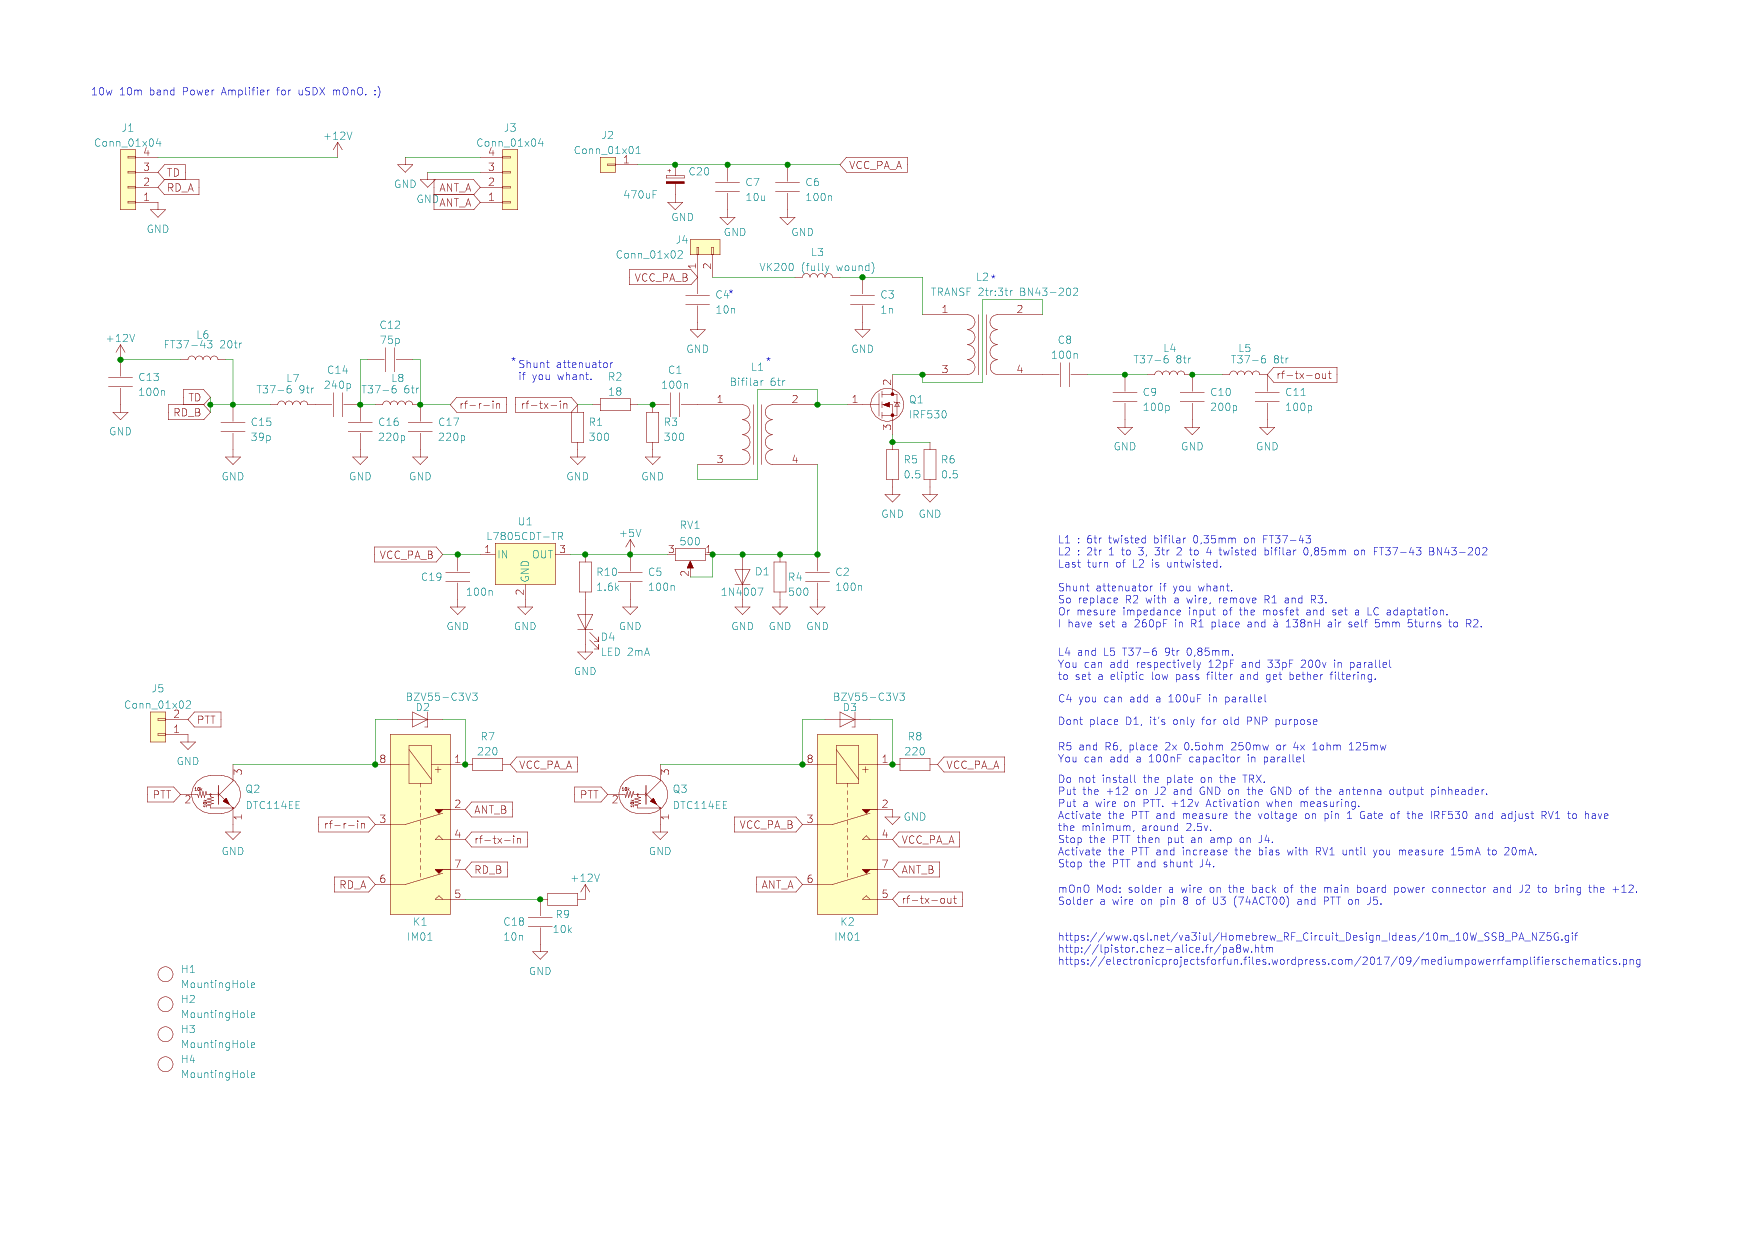 10w 10m band Power Amplifier for uSDX mOnO. :)
J1
Conn_01x04
4
3
2
1
TD
RD_A
GND
+12V
J3
Conn_01x04
4
3
2
1
GND
GND
ANT_A
ANT_A
J2
Conn_01x01
1
C20
470uF
GND
C7
10u
GND
C6
100n
GND
VCC_PA_A
J4
Conn_01x02
1
2
VCC_PA_B
C4*
10n
GND
L3
VK200 (fully wound)
C3
1n
GND
L2*
TRANSF 2tr:3tr BN43-202
1
2
3
4
C8
100n
L4
T37-6 8tr
L5
T37-6 8tr
rf-tx-out
C9
100p
GND
C10
200p
GND
C11
100p
GND
+12V
L6
FT37-43 20tr
C13
100n
GND
TD
RD_B
C15
39p
GND
L7
T37-6 9tr
C14
240p
C12
75p
L8
T37-6 6tr
C16
220p
GND
C17
220p
GND
rf-r-in
* Shunt attenuator
if you whant.
rf-tx-in
R2
18
R1
300
GND
R3
300
GND
C1
100n
*
L1
Bifilar 6tr
1
2
3
4
1
2
3
Q1
IRF530
R5
0.5
GND
R6
0.5
GND
VCC_PA_B
C19
100n
GND
U1
L7805CDT-TR
1
IN
OUT
3
GND
2
GND
R10
1.6k
D4
LED 2mA
GND
+5V
C5
100n
GND
RV1
500
3
1
2
D1
1N4007
GND
R4
500
GND
C2
100n
GND
L1 : 6tr twisted bifilar 0,35mm on FT37-43
L2 : 2tr 1 to 3, 3tr 2 to 4 twisted bifilar 0,85mm on FT37-43 BN43-202
Last turn of L2 is untwisted.
Shunt attenuator if you whant.
So replace R2 with a wire, remove R1 and R3.
Or mesure impedance input of the mosfet and set a LC adaptation.
I have set a 260pF in R1 place and à 138nH air self 5mm 5turns to R2.
L4 and L5 T37-6 9tr 0,85mm.
You can add respectively 12pF and 33pF 200v in parallel
to set a eliptic low pass filter and get bether filtering.
C4 you can add a 100uF in parallel
Dont place D1, it's only for old PNP purpose
R5 and R6, place 2x 0.5ohm 250mw or 4x 1ohm 125mw
You can add a 100nF capacitor in parallel
Do not install the plate on the TRX.
Put the +12 on J2 and GND on the GND of the antenna output pinheader.
Put a wire on PTT. +12v Activation when measuring.
Activate the PTT and measure the voltage on pin 1 Gate of the IRF530 and adjust RV1 to have
the minimum, around 2.5v.
Stop the PTT then put an amp on J4.
Activate the PTT and increase the bias with RV1 until you measure 15mA to 20mA.
Stop the PTT and shunt J4.
mOnO Mod: solder a wire on the back of the main board power connector and J2 to bring the +12.
Solder a wire on pin 8 of U3 (74ACT00) and PTT on J5.
https://www.qsl.net/va3iul/Homebrew_RF_Circuit_Design_Ideas/10m_10W_SSB_PA_NZ5G.gif
http://lpistor.chez-alice.fr/pa8w.htm
https://electronicprojectsforfun.files.wordpress.com/2017/09/mediumpowerrfamplifierschematics.png
J5
Conn_01x02
2
1
PTT
GND
PTT
2
3
1
10k
10k
Q2
DTC114EE
GND
BZV55-C3V3
D2
8
1
+
R7
220
VCC_PA_A
2
ANT_B
rf-r-in
3
4
rf-tx-in
7
RD_B
RD_A
6
5
K1
IM01
C18
10n
GND
R9
10k
+12V
PTT
2
3
1
10k
10k
Q3
DTC114EE
GND
BZV55-C3V3
D3
8
1
+
R8
220
VCC_PA_A
2
GND
VCC_PA_B
3
4
VCC_PA_A
7
ANT_B
ANT_A
6
5
rf-tx-out
K2
IM01
H1
MountingHole
H2
MountingHole
H3
MountingHole
H4
MountingHole